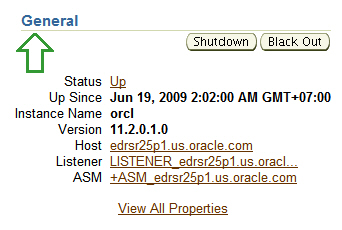 General
Shutdown Black Out
Status Up
Up Since Jun 19, 2009 2:02:00 AM GMT+07:00
Instance Name orcl
Version 11.2.0.1.0
Host edrsr25p1.us.oracle.com
Listener LISTENER_edrsr25p1.us.oracl...
ASM +ASM_edrsr25p1.us.oracle.com
View All Properties